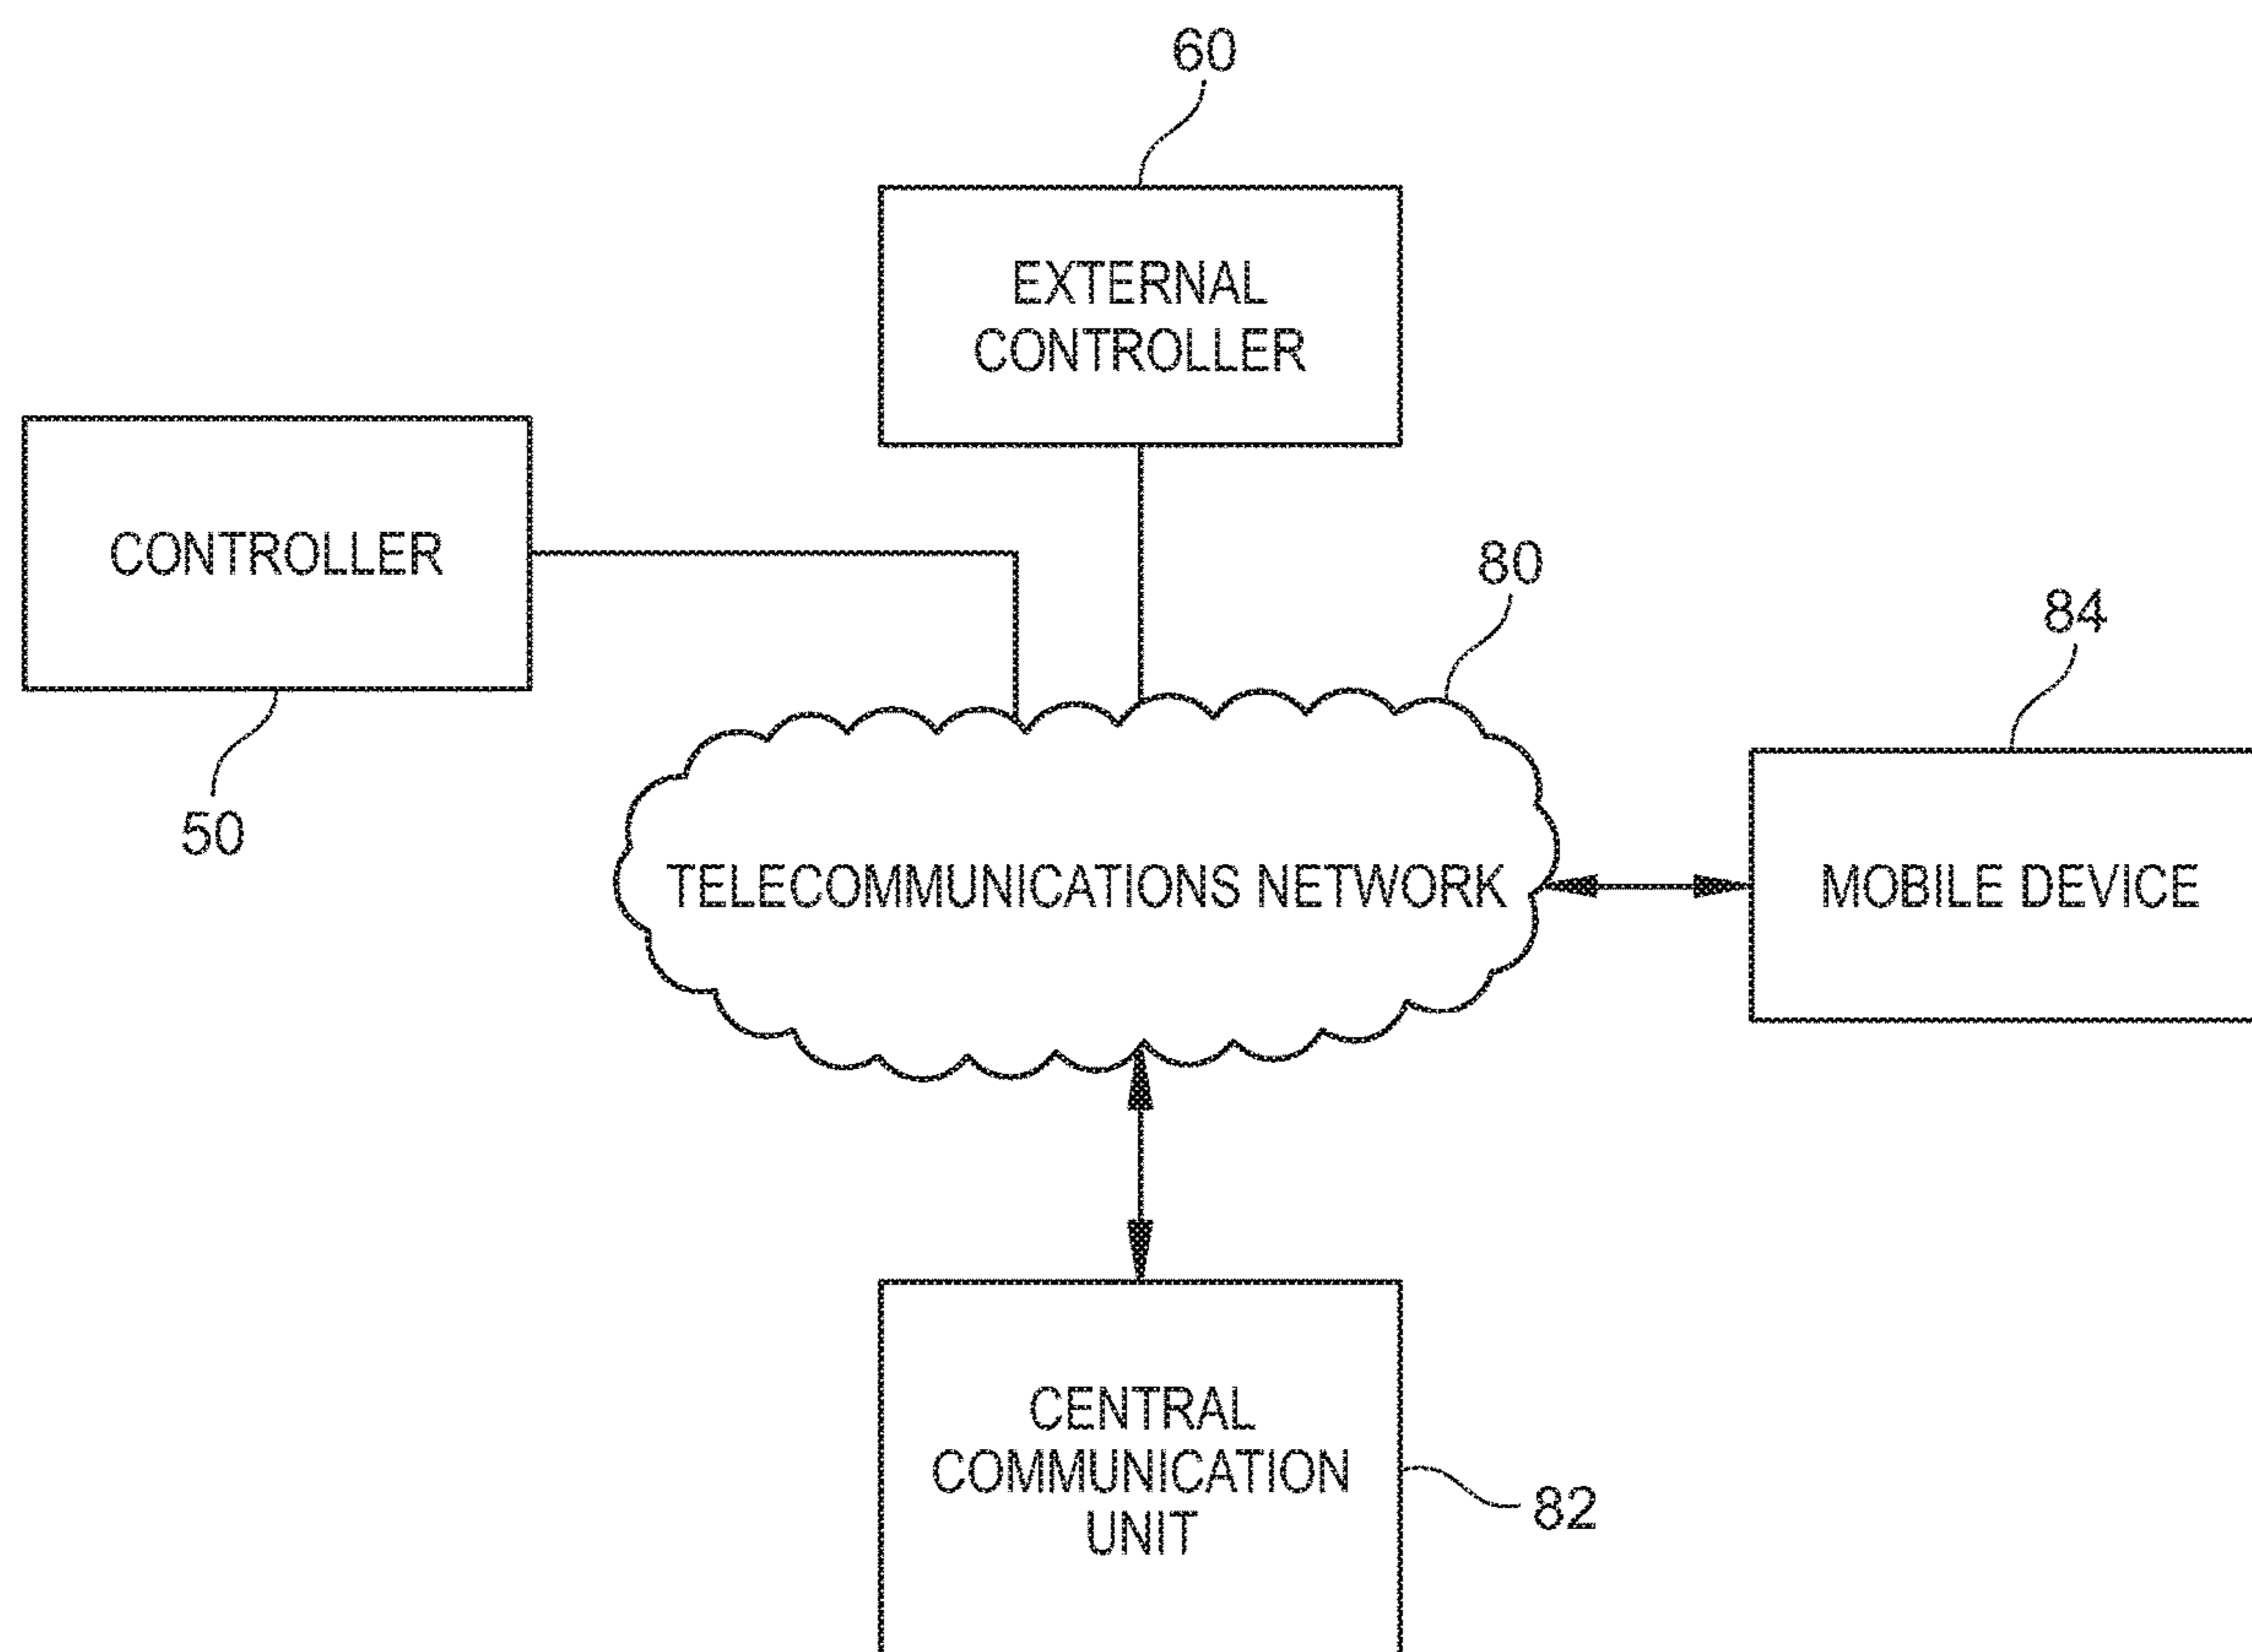 60
EXTERNAL
CONTROLLER
CONTROLLER
80
84
50
TELECOMMUNICATIONS NETWORK
MOBILE DEVICE
CENTRAL
COMMUNICATION
UNIT
82